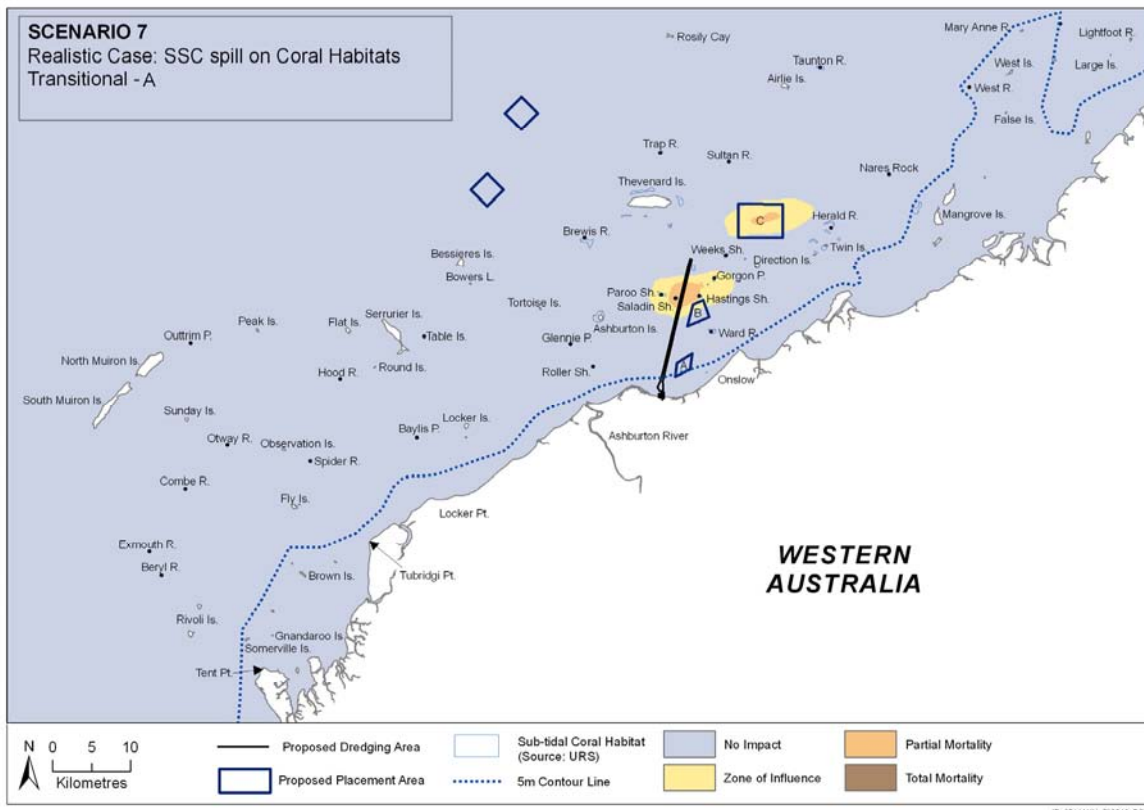 SCENARIO 7
Realistic Case: SSC spill on Coral Habitats
Transitional - A
Rosily Cay
Mary Anne R.
Lightfoot R.
Taunton R.
West Is.
Large Is.
Airlie Is.
West R.
False Is.
Trap R.
Sultan R.
Nares Rock
Thevenard Is.
C
Herald R.
Mangrove Is.
Brewis R.
Weeks Sh.
Twin Is.
Direction Is.
Bessieres Is.
Bowers L.
Gorgon P.
Paroo Sh.
Hastings Sh.
Saladin Sh.
Tortoise Is.
B
Serrurier Is.
Peak Is.
Flat Is.
Ashburton Is.
Outtrim P.
Table Is.
Glennie P.
Ward R.
North Muiron Is.
Round Is.
A
Hood R.
Roller Sh.
Onslow
South Muiron Is.
Sunday Is.
Locker Is.
Baylis P.
Ashburton River
Otway R.
Observation Is.
Spider R.
Combe R.
Fly Is.
Locker Pt.
Exmouth R.
WESTERN
AUSTRALIA
Beryl R.
Brown Is.
Tubridgi Pt.
Rivoli Is.
Gnandaroo Is.
Somerville Is.
Tent Pt.
N
0 5 10
Kilometres
Proposed Dredging Area
Proposed Placement Area
Sub-tidal Coral Habitat
(Source: URS)
5m Contour Line
No Impact
Zone of Influence
Partial Mortality
Total Mortality